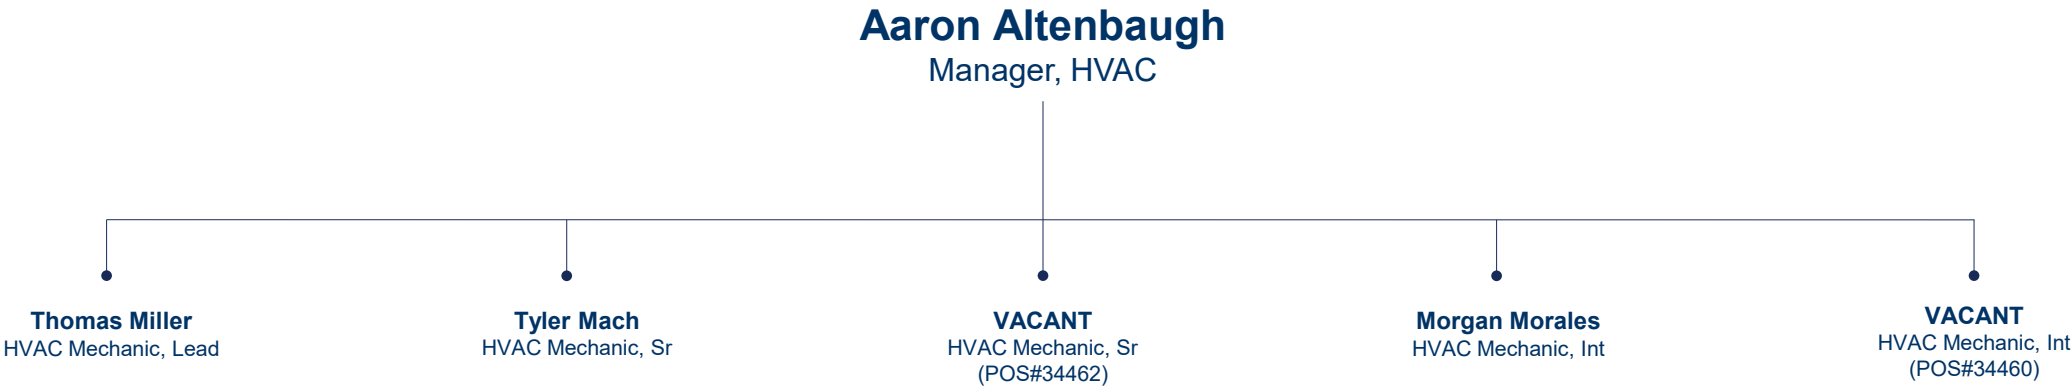 Aaron Altenbaugh
Manager, HVAC
Thomas Miller
HVAC Mechanic, Lead
Tyler Mach
HVAC Mechanic, Sr
VACANT
HVAC Mechanic, Sr
(POS#34462)
Morgan Morales
HVAC Mechanic, Int
VACANT
HVAC Mechanic, Int
(POS#34460)